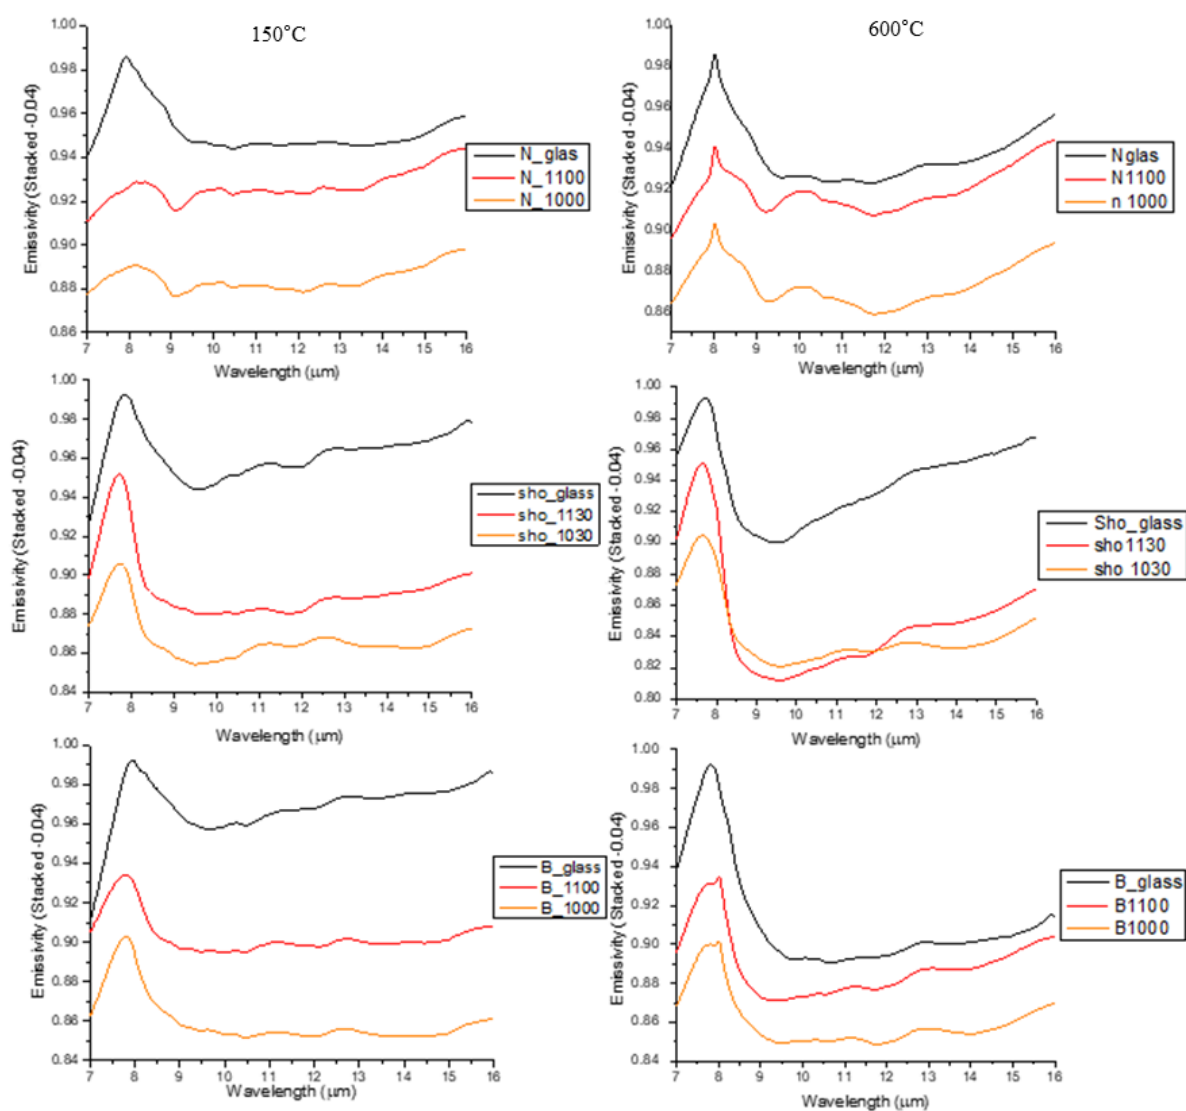 150°C
600°C
1.00
0.98
0.96
0.94
0.92
0.90
0.88
0.86
Emissivity (Stacked -0.04)
7 8 9 10 11 12 13 14 15 16
Wavelength (μm)
N_glas
N_1100
N_1000
1.00
0.98
0.96
0.94
0.92
0.90
0.88
0.86
Emissivity (Stacked -0.04)
7 8 9 10 11 12 13 14 15 16
Wavelength (μm)
N glas
N 1100
n 1000
1.00
0.98
0.96
0.94
0.92
0.90
0.88
0.86
0.84
Emissivity (Stacked -0.04)
7 8 9 10 11 12 13 14 15 16
Wavelength (μm)
sho_glass
sho_1130
sho_1030
1.00
0.98
0.96
0.94
0.92
0.90
0.88
0.86
0.84
0.82
0.80
Emissivity (Stacked -0.04)
7 8 9 10 11 12 13 14 15 16
Wavelength (μm)
Sho_glass
sho 1130
sho 1030
1.00
0.98
0.96
0.94
0.92
0.90
0.88
0.86
0.84
Emissivity (Stacked -0.04)
7 8 9 10 11 12 13 14 15 16
Wavelength (μm)
B_glass
B_1100
B_1000
1.00
0.98
0.96
0.94
0.92
0.90
0.88
0.86
0.84
Emissivity (Stacked -0.04)
7 8 9 10 11 12 13 14 15 16
Wavelength (μm)
B_glass
B1100
B1000